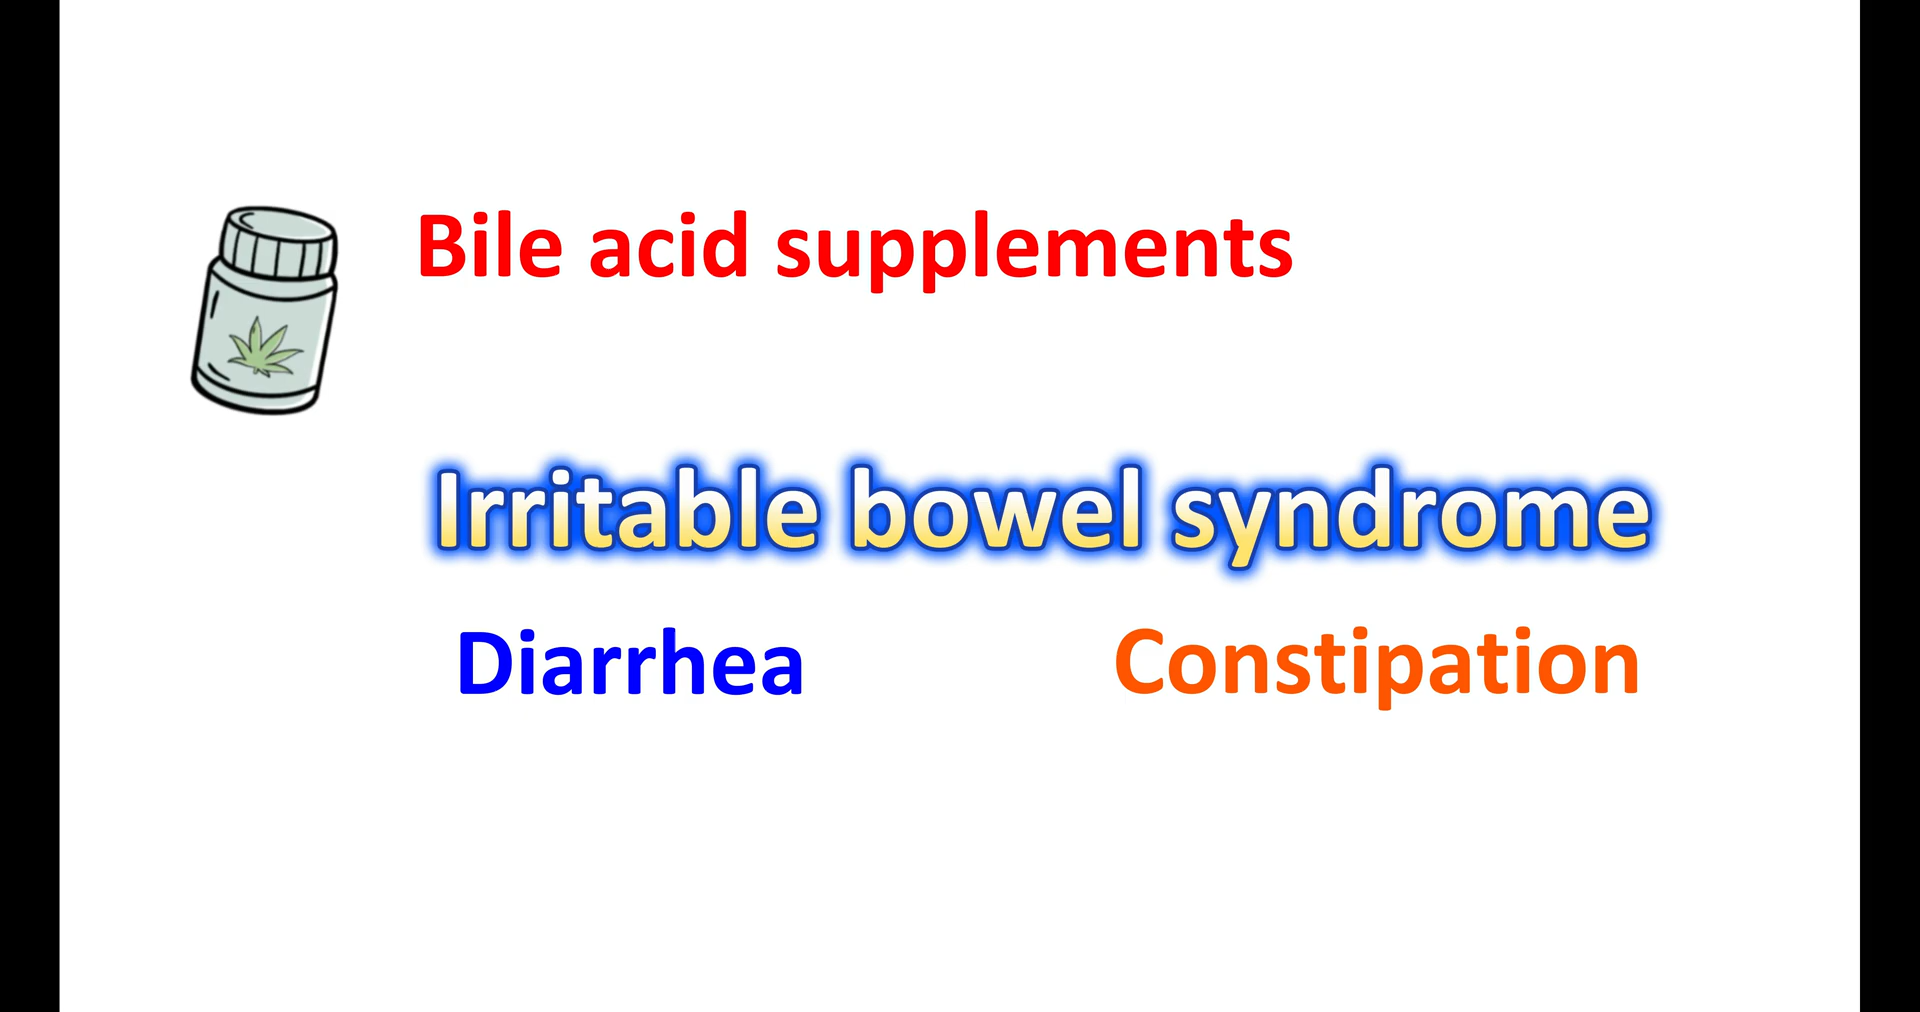 Bile acid supplements
Irritable bowel syndrome
Diarrhea
Constipation